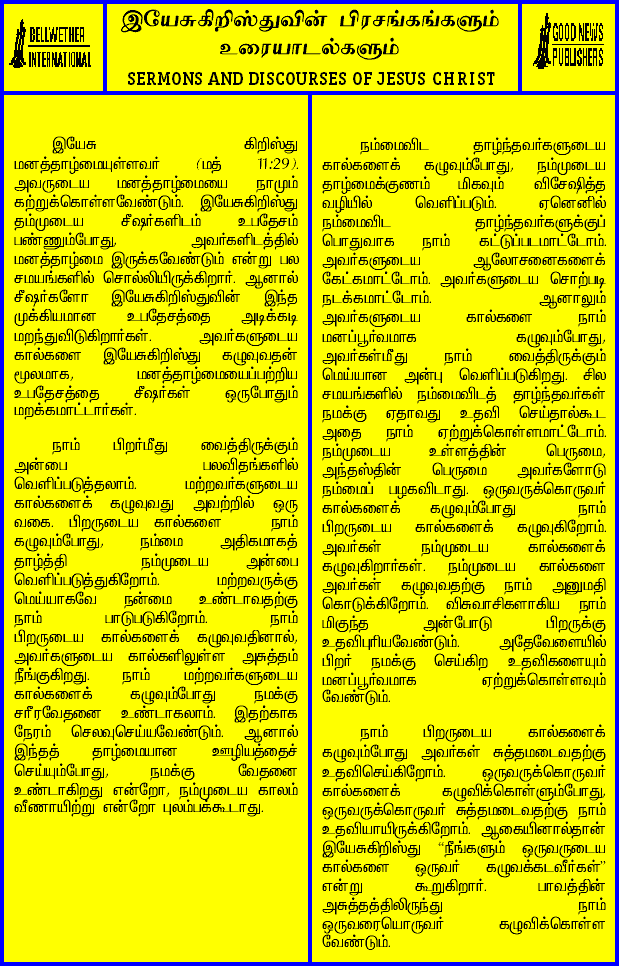 BELLWETHER
INTERNATIONAL
இயேசுகிறிஸ்துவின் பிரசங்கங்களும்
உரையாடல்களும்
SERMONS AND DISCOURSES OF JESUS CHRIST
GOOD NEWS
PUBLISHERS
இயேசு கிறிஸ்து
மனத்தாழ்மையுள்ளவர் (மத் 11:29).
அவருடைய மனத்தாழ்மையை நாமும்
கற்றுக்கொள்ளவேண்டும். இயேசுகிறிஸ்து
தம்முடைய சீஷர்களிடம் உபதேசம்
பண்ணும்போது, அவர்களிடத்தில்
மனத்தாழ்மை இருக்கவேண்டும் என்று பல
சமயங்களில் சொல்லியிருக்கிறார். ஆனால்
சீஷர்களோ இயேசுகிறிஸ்துவின் இந்த
முக்கியமான உபதேசத்தை அடிக்கடி
மறந்துவிடுகிறார்கள். அவர்களுடைய
கால்களை இயேசுகிறிஸ்து கழுவுவதன்
மூலமாக, மனத்தாழ்மையைப்பற்றிய
உபதேசத்தை சீஷர்கள் ஒருபோதும்
மறக்கமாட்டார்கள்.
நாம் பிறர்மீது வைத்திருக்கும்
அன்பை பலவிதங்களில்
வெளிப்படுத்தலாம். மற்றவர்களுடைய
கால்களைக் கழுவுவது அவற்றில் ஒரு
வகை. பிறருடைய கால்களை நாம்
கழுவும்போது, நம்மை அதிகமாகத்
தாழ்த்தி நம்முடைய அன்பை
வெளிப்படுத்துகிறோம். மற்றவருக்கு
மெய்யாகவே நன்மை உண்டாவதற்கு
நாம் பாடுபடுகிறோம். நாம்
பிறருடைய கால்களைக் கழுவுவதினால்,
அவர்களுடைய கால்களிலுள்ள அசுத்தம்
நீங்குகிறது. நாம் மற்றவர்களுடைய
கால்களைக் கழுவும்போது நமக்கு
சரீரவேதனை உண்டாகலாம். இதற்காக
நேரம் செலவுசெய்யவேண்டும். ஆனால்
இந்தத் தாழ்மையான ஊழியத்தைச்
செய்யும்போது, நமக்கு வேதனை
உண்டாகிறது என்றோ, நம்முடைய காலம்
வீணாயிற்று என்றோ புலம்பக்கூடாது.
நம்மைவிட தாழ்ந்தவர்களுடைய
கால்களைக் கழுவும்போது, நம்முடைய
தாழ்மைக்குணம் மிகவும் விசேஷித்த
வழியில் வெளிப்படும். ஏனெனில்
நம்மைவிட தாழ்ந்தவர்களுக்குப்
பொதுவாக நாம் கட்டுப்படமாட்டோம்.
அவர்களுடைய ஆலோசனைகளைக்
கேட்கமாட்டோம். அவர்களுடைய சொற்படி
நடக்கமாட்டோம். ஆனாலும்
அவர்களுடைய கால்களை நாம்
மனப்பூர்வமாக கழுவும்போது,
அவர்கள்மீது நாம் வைத்திருக்கும்
மெய்யான அன்பு வெளிப்படுகிறது. சில
சமயங்களில் நம்மைவிடத் தாழ்ந்தவர்கள்
நமக்கு ஏதாவது உதவி செய்தால்கூட
அதை நாம் ஏற்றுக்கொள்ளமாட்டோம்.
நம்முடைய உள்ளத்தின் பெருமை,
அந்தஸ்தின் பெருமை அவர்களோடு
நம்மைப் பழகவிடாது. ஒருவருக்கொருவர்
கால்களைக் கழுவும்போது நாம்
பிறருடைய கால்களைக் கழுவுகிறோம்.
அவர்கள் நம்முடைய கால்களைக்
கழுவுகிறார்கள். நம்முடைய கால்களை
அவர்கள் கழுவுவதற்கு நாம் அனுமதி
கொடுக்கிறோம். விசுவாசிகளாகிய நாம்
மிகுந்த அன்போடு பிறருக்கு
உதவிபுரியவேண்டும். அதேவேளையில்
பிறர் நமக்கு செய்கிற உதவிகளையும்
மனப்பூர்வமாக ஏற்றுக்கொள்ளவும்
வேண்டும்.
நாம் பிறருடைய கால்களைக்
கழுவும்போது அவர்கள் சுத்தமடைவதற்கு
உதவிசெய்கிறோம். ஒருவருக்கொருவர்
கால்களைக் கழுவிக்கொள்ளும்போது,
ஒருவருக்கொருவர் சுத்தமடைவதற்கு நாம்
உதவியாயிருக்கிறோம். ஆகையினால்தான்
இயேசுகிறிஸ்து “நீங்களும் ஒருவருடைய
கால்களை ஒருவர் கழுவக்கடவீர்கள்”
என்று கூறுகிறார். பாவத்தின்
அசுத்தத்திலிருந்து நாம்
ஒருவரையொருவர் கழுவிக்கொள்ள
வேண்டும்.